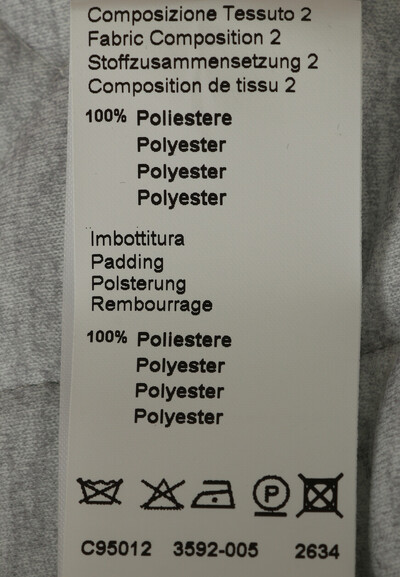 Composizione Tessuto 2
Fabric Composition 2
Stoffzusammensetzung 2
Composition de tissu 2
100% Poliestere
Polyester
Polyester
Polyester
Imbottitura
Padding
Polsterung
Rembourrage
100% Poliestere
Polyester
Polyester
Polyester
P
C95012 3592-005 2634